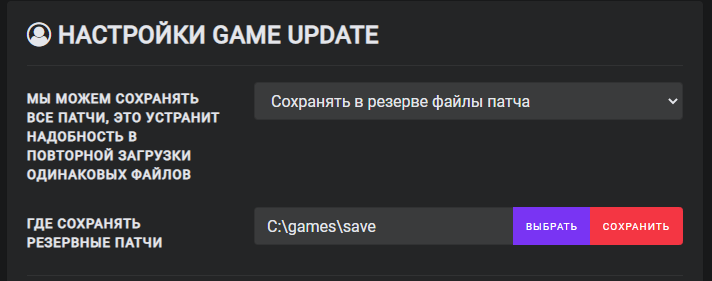 НАСТРОЙКИ GAME UPDATE
МЫ МОЖЕМ СОХРАНЯТЬ
ВСЕ ПАТЧИ, ЭТО УСТРАНИТ
НАДОБНОСТЬ В
ПОВТОРНОЙ ЗАГРУЗКИ
ОДИНАКОВЫХ ФАЙЛОВ
Сохранять в резерве файлы патча
ГДЕ СОХРАНЯТЬ
РЕЗЕРВНЫЕ ПАТЧИ
C:\games\save
ВЫБРАТЬ
СОХРАНИТЬ